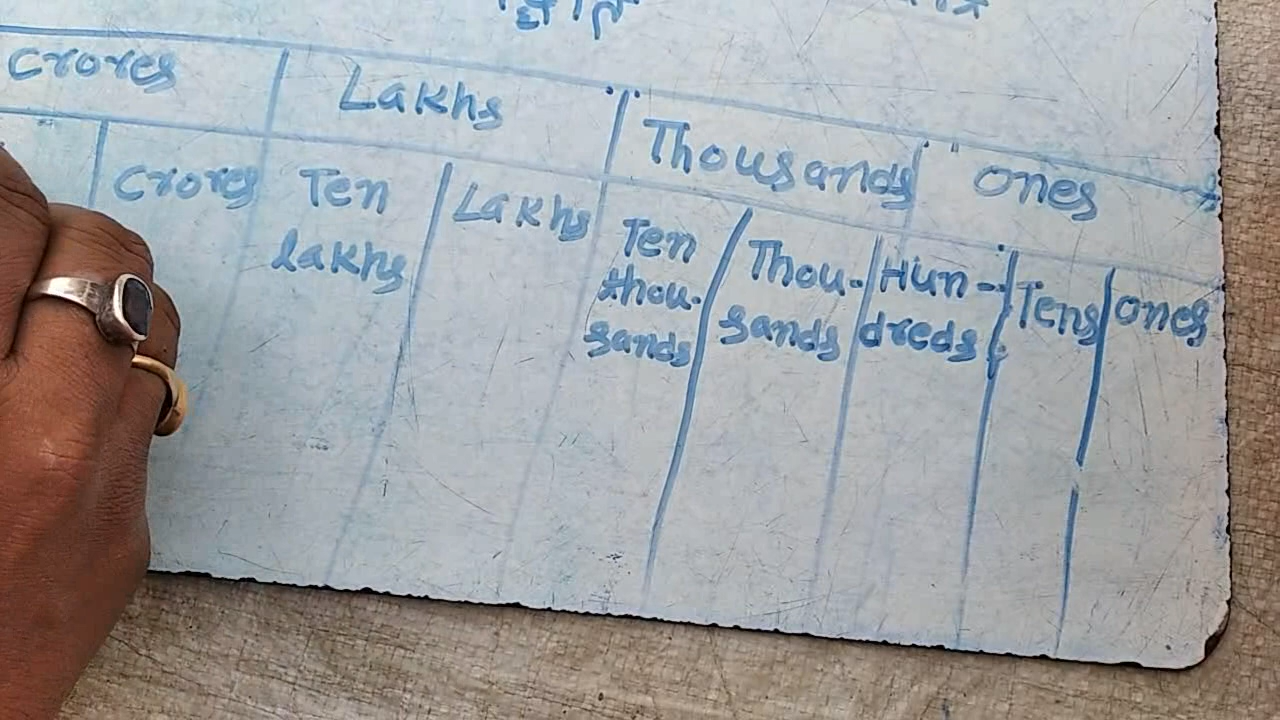 Crores Lakhs Thousands Ones
Crores Ten Lakhs Ten Thou- Hun- Tens Ones
lakhs thou- sands dreds
sands